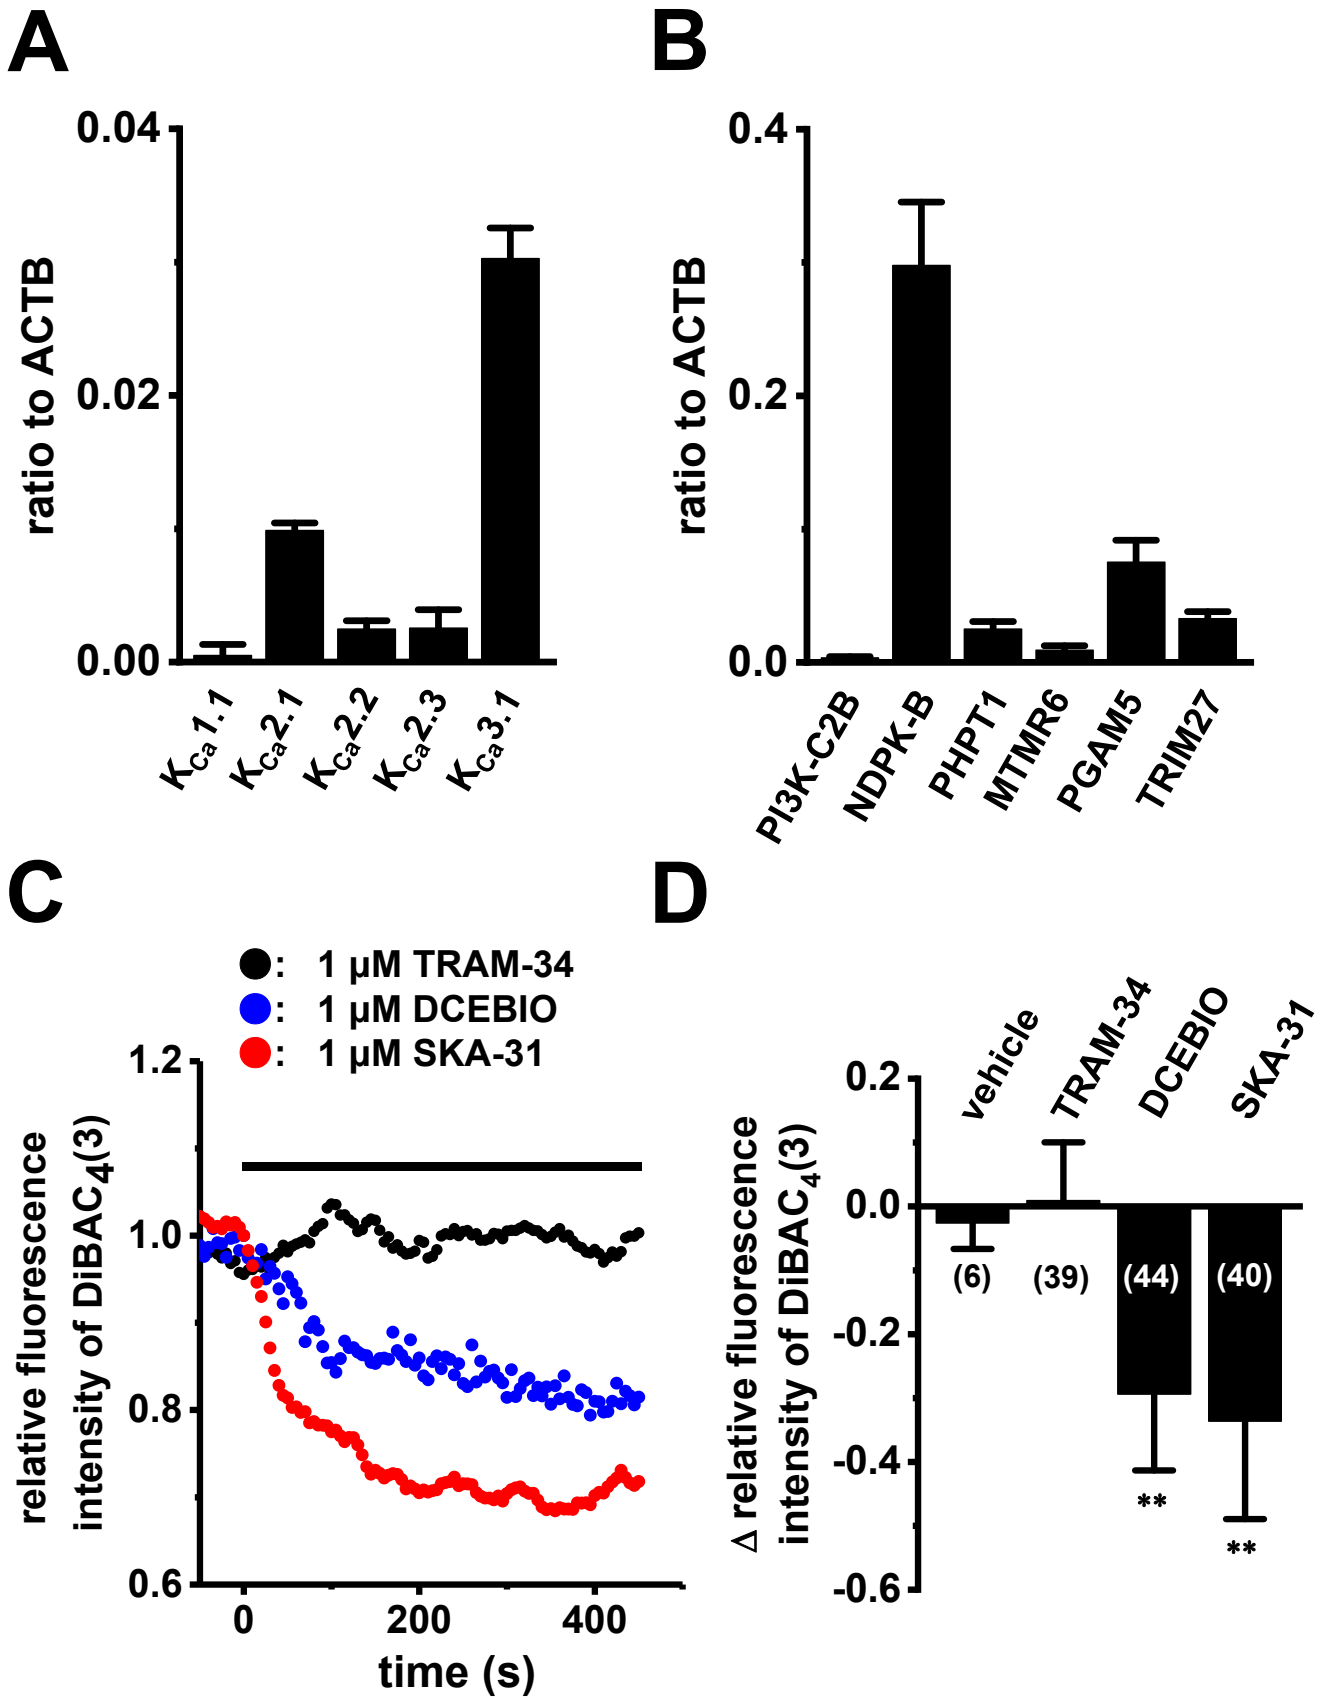 A
0.04
0.02
0.00
ratio to ACTB
KCa1.1
KCa2.1
KCa2.2
KCa2.3
KCa3.1
B
0.4
0.2
0.0
ratio to ACTB
PI3K-C2B
NDPK-B
PHPT1
MTMR6
PGAM5
TRIM27
C
: 1 µM TRAM-34
: 1 µM DCEBIO
: 1 µM SKA-31
1.2
1.0
0.8
0.6
relative fluorescence
intensity of DiBAC4(3)
0
200
400
time (s)
D
vehicle
TRAM-34
DCEBIO
SKA-31
0.2
0.0
-0.2
-0.4
-0.6
Δ relative fluorescence
intensity of DiBAC4(3)
(6)
(39)
(44)
(40)
**
**